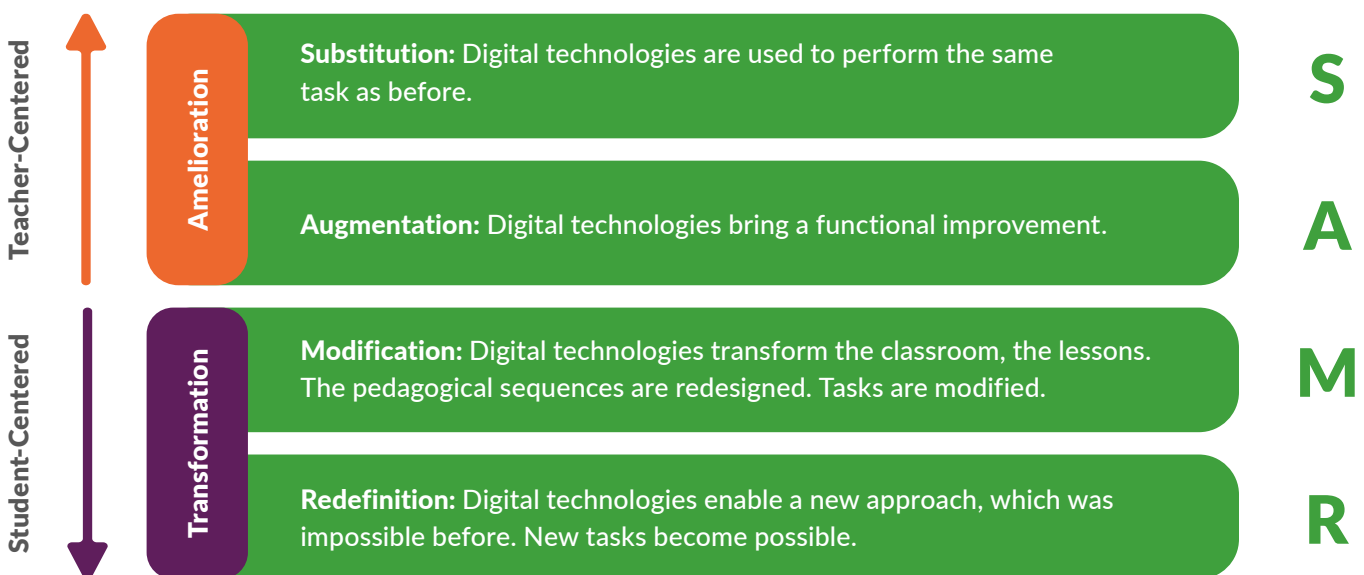 Teacher-Centered
Amelioration
Substitution: Digital technologies are used to perform the same
task as before.
S
Augmentation: Digital technologies bring a functional improvement.
A
Student-Centered
Transformation
Modification: Digital technologies transform the classroom, the lessons.
The pedagogical sequences are redesigned. Tasks are modified.
M
Redefinition: Digital technologies enable a new approach, which was
impossible before. New tasks become possible.
R